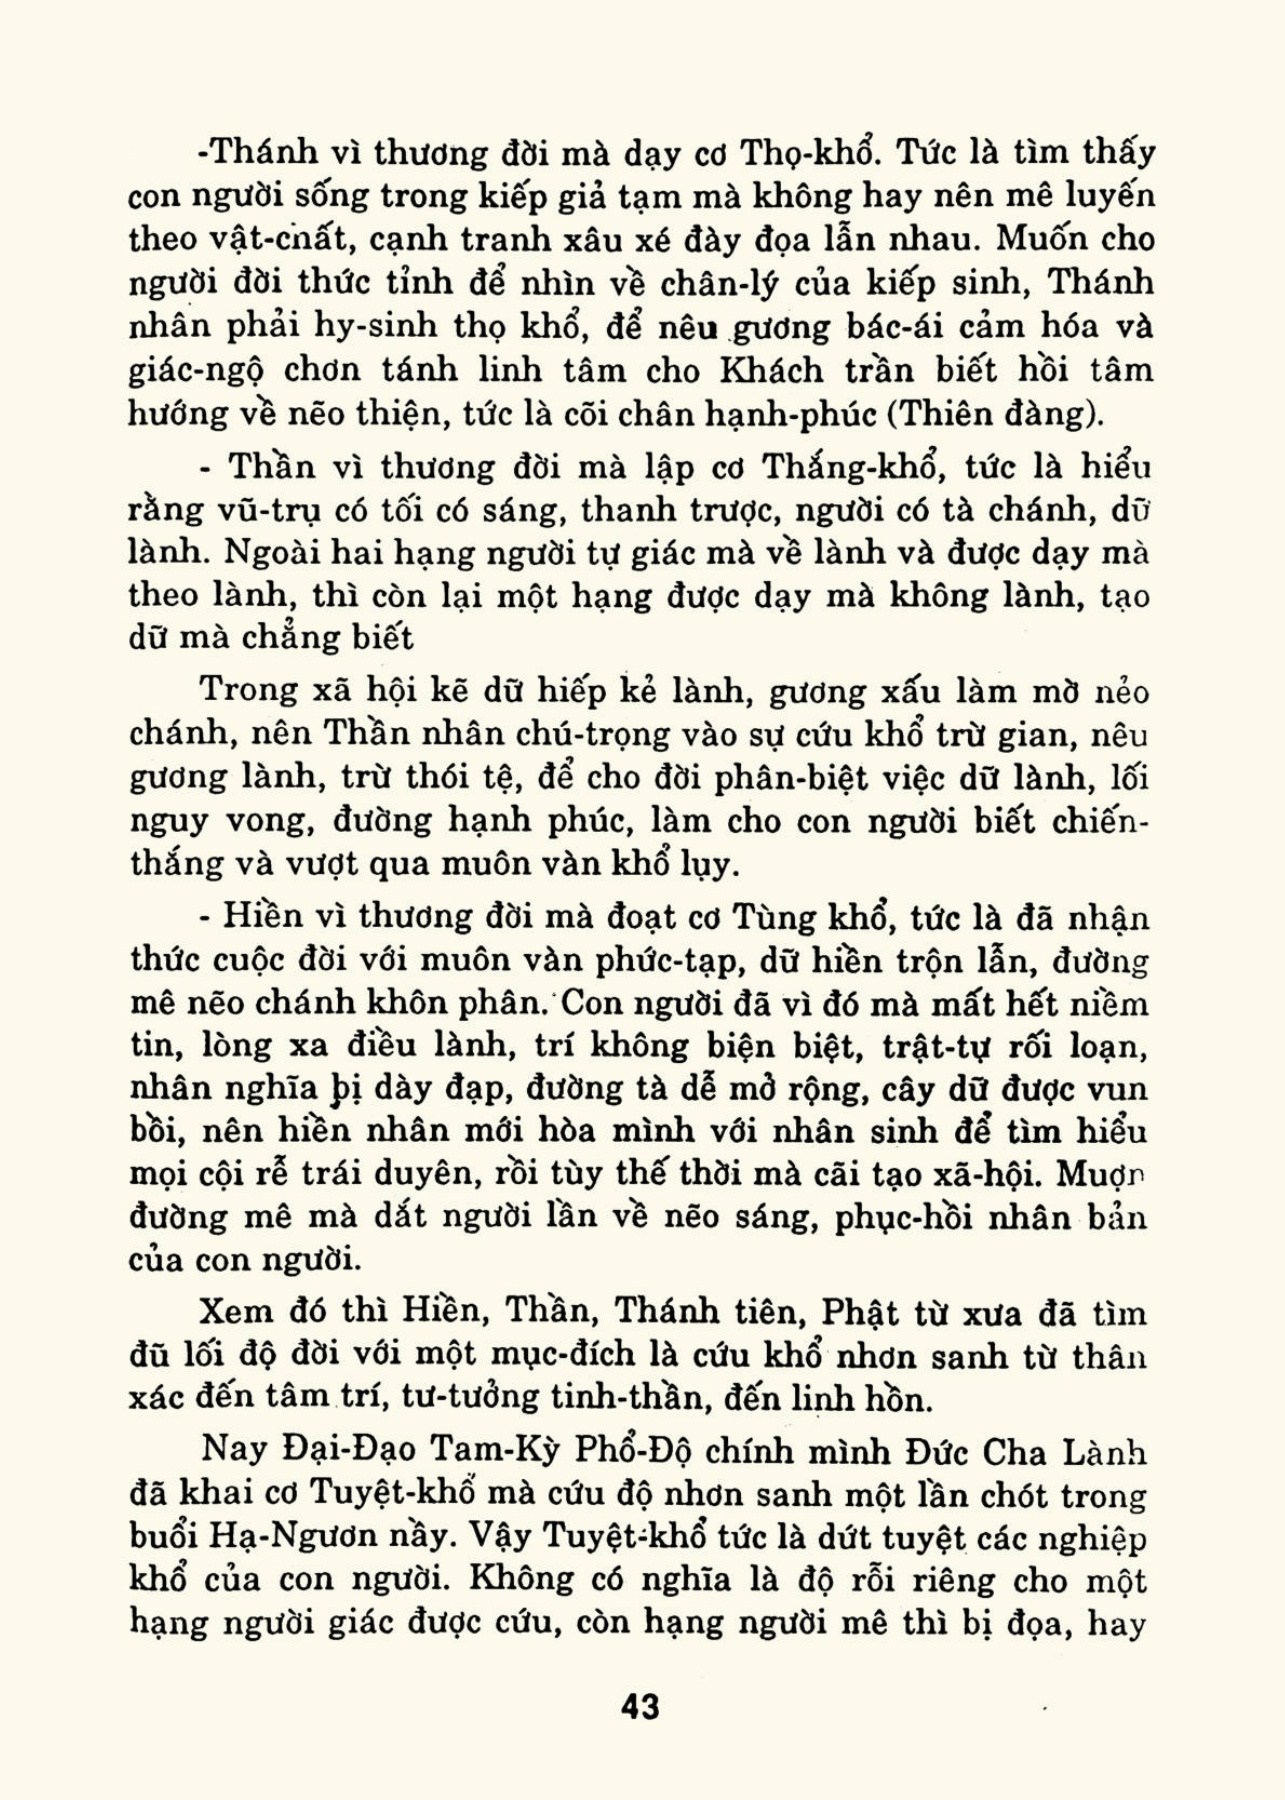 -Thánh vì thương đời mà dạy cơ Thọ-khổ. Tức là tìm thấy
con người sống trong kiếp giả tạm mà không hay nên mê luyến
theo vật-chất, cạnh tranh xâu xé đày đọa lẫn nhau. Muốn cho
người đời thức tỉnh để nhìn về chân-lý của kiếp sinh, Thánh
nhân phải hy-sinh thọ khổ, để nêu gương bác-ái cảm hóa và
giác-ngộ chơn tánh linh tâm cho Khách trần biết hồi tâm
hướng về nẽo thiện, tức là cõi chân hạnh-phúc (Thiên đàng).
- Thần vì thương đời mà lập cơ Thắng-khổ, tức là hiểu
rằng vũ-trụ có tối có sáng, thanh trược, người có tà chánh, dữ
lành. Ngoài hai hạng người tự giác mà về lành và được dạy mà
theo lành, thì còn lại một hạng được dạy mà không lành, tạo
dữ mà chẳng biết
Trong xã hội kẽ dữ hiếp kẻ lành, gương xấu làm mờ nẻo
chánh, nên Thần nhân chú-trọng vào sự cứu khổ trừ gian, nêu
gương lành, trừ thói tệ, để cho đời phân-biệt việc dữ lành, lối
nguy vong, đường hạnh phúc, làm cho con người biết chiến-
thắng và vượt qua muôn vàn khổ lụy.
- Hiền vì thương đời mà đoạt cơ Tùng khổ, tức là đã nhận
thức cuộc đời với muôn vàn phức-tạp, dữ hiền trộn lẫn, đường
mê nẽo chánh khôn phân. Con người đã vì đó mà mất hết niềm
tin, lòng xa điều lành, trí không biện biệt, trật-tự rối loạn,
nhân nghĩa bị dày đạp, đường tà dễ mở rộng, cây dữ được vun
bồi, nên hiền nhân mới hòa mình với nhân sinh để tìm hiểu
mọi cội rễ trái duyên, rồi tùy thế thời mà cãi tạo xã-hội. Mượn
đường mê mà dắt người lần về nẽo sáng, phục-hồi nhân bản
của con người.
Xem đó thì Hiền, Thần, Thánh tiên, Phật từ xưa đã tìm
đũ lối độ đời với một mục-đích là cứu khổ nhơn sanh từ thân
xác đến tâm trí, tư-tưởng tinh-thần, đến linh hồn.
Nay Đại-Đạo Tam-Kỳ Phổ-Độ chính mình Đức Cha Lành
đã khai cơ Tuyệt-khổ mà cứu độ nhơn sanh một lần chót trong
buổi Hạ-Ngươn nầy. Vậy Tuyệt-khổ tức là dứt tuyệt các nghiệp
khổ của con người. Không có nghĩa là độ rỗi riêng cho một
hạng người giác được cứu, còn hạng người mê thì bị đọa, hay
43